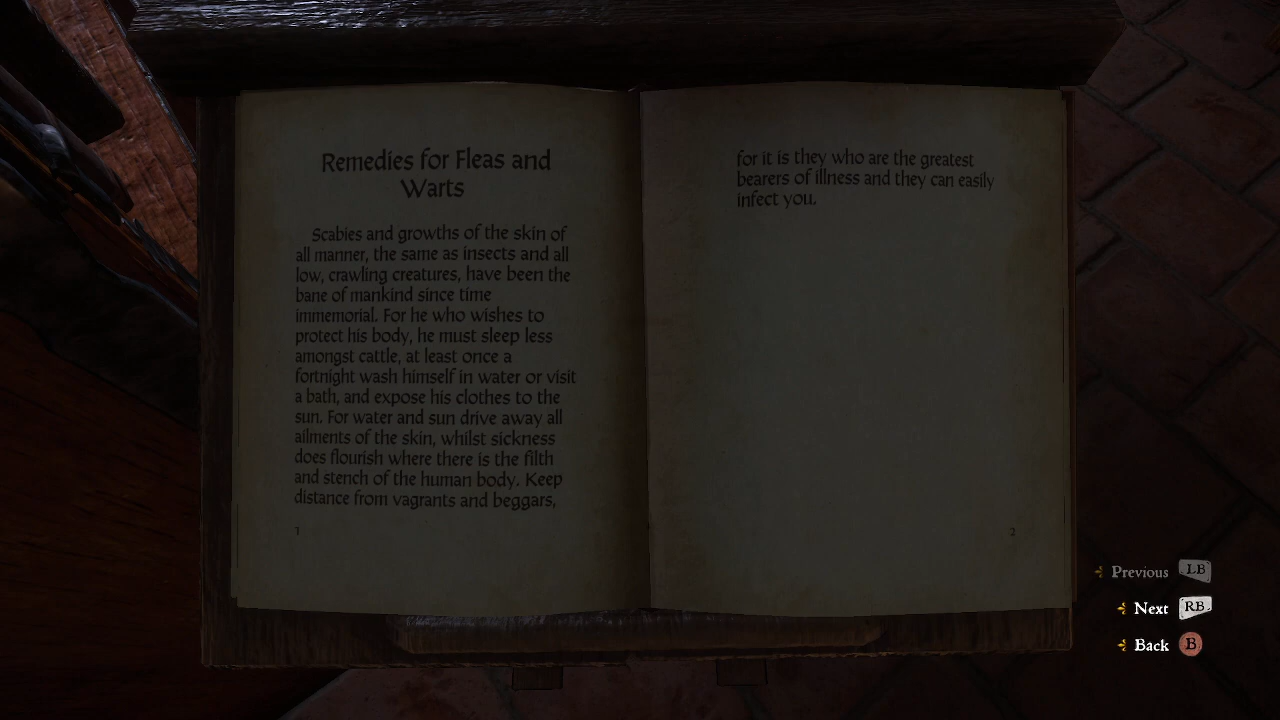 Remedies for Fleas and
Warts
Scabies and growths of the skin of
all manner, the same as insects and all
low, crawling creatures, have been the
bane of mankind since time
immemorial. For he who wishes to
protect his body, he must sleep less
amongst cattle, at least once a
fortnight wash himself in water or visit
a bath, and expose his clothes to the
sun. For water and sun drive away all
ailments of the skin, whilst sickness
does flourish where there is the filth
and stench of the human body. Keep
distance from vagrants and beggars,
1
for it is they who are the greatest
bearers of illness and they can easily
infect you.
2
Previous LB
Next RB
Back B